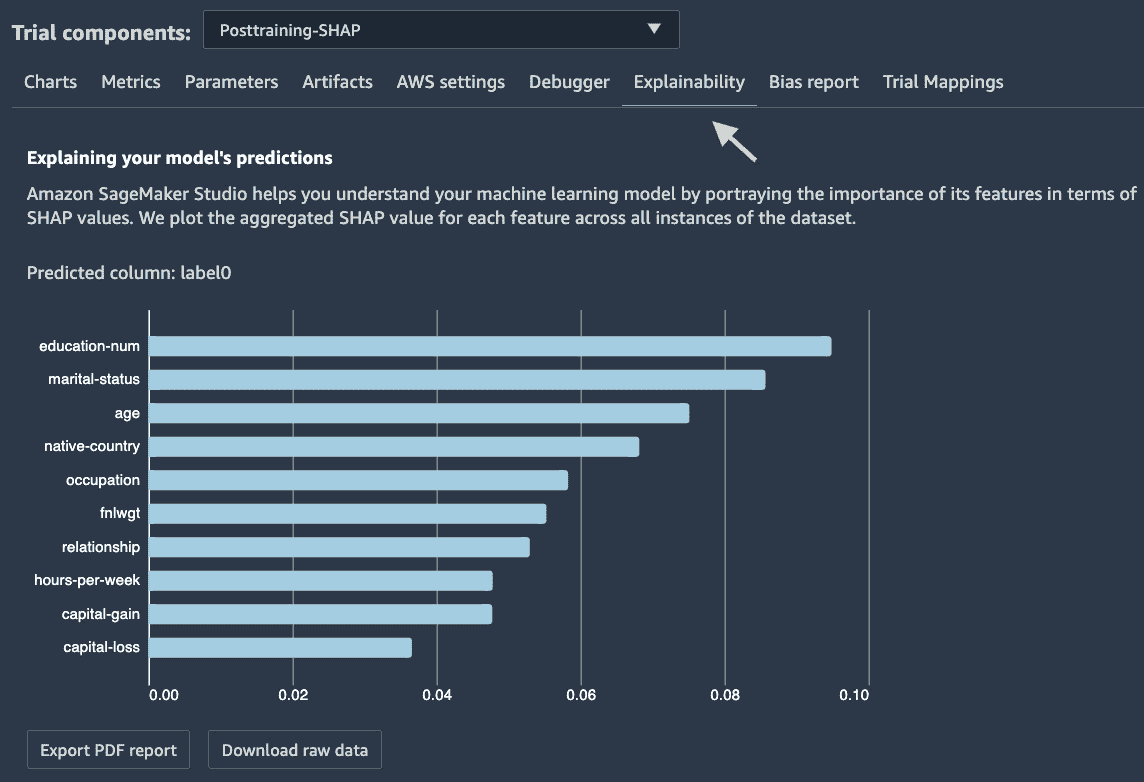 Trial components: Posttraining-SHAP
Charts Metrics Parameters Artifacts AWS settings Debugger Explainability Bias report Trial Mappings
Explaining your model's predictions
Amazon SageMaker Studio helps you understand your machine learning model by portraying the importance of its features in terms of
SHAP values. We plot the aggregated SHAP value for each feature across all instances of the dataset.
Predicted column: label0
education-num
marital-status
age
native-country
occupation
fnlwgt
relationship
hours-per-week
capital-gain
capital-loss
0.00 0.02 0.04 0.06 0.08 0.10
Export PDF report Download raw data